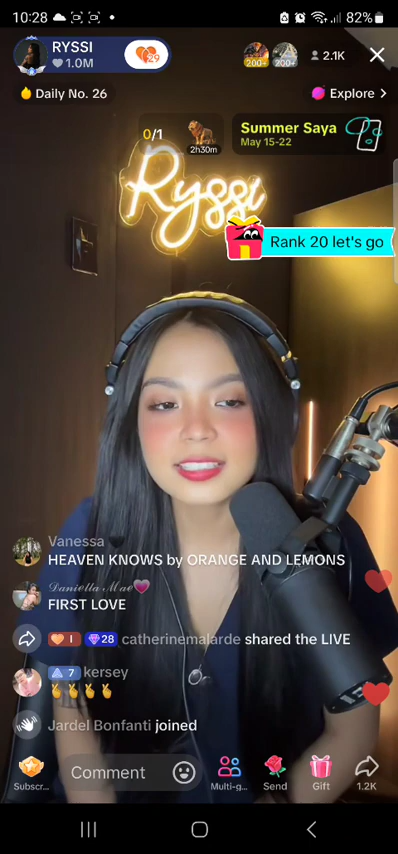 10:28
82%
RYSSI
1.0M
29
200+
200+
2.1K
Daily No. 26
Explore >
0/1
2h30m
Summer Saya
May 15-22
Ryssi
Rank 20 let's go
Vanessa
HEAVEN KNOWS by ORANGE AND LEMONS
Daniella Mae
FIRST LOVE
1
28
catherinemalarde shared the LIVE
7
kersey
Jardel Bonfanti joined
Subscr...
Comment
Multi-g...
Send
Gift
1.2K